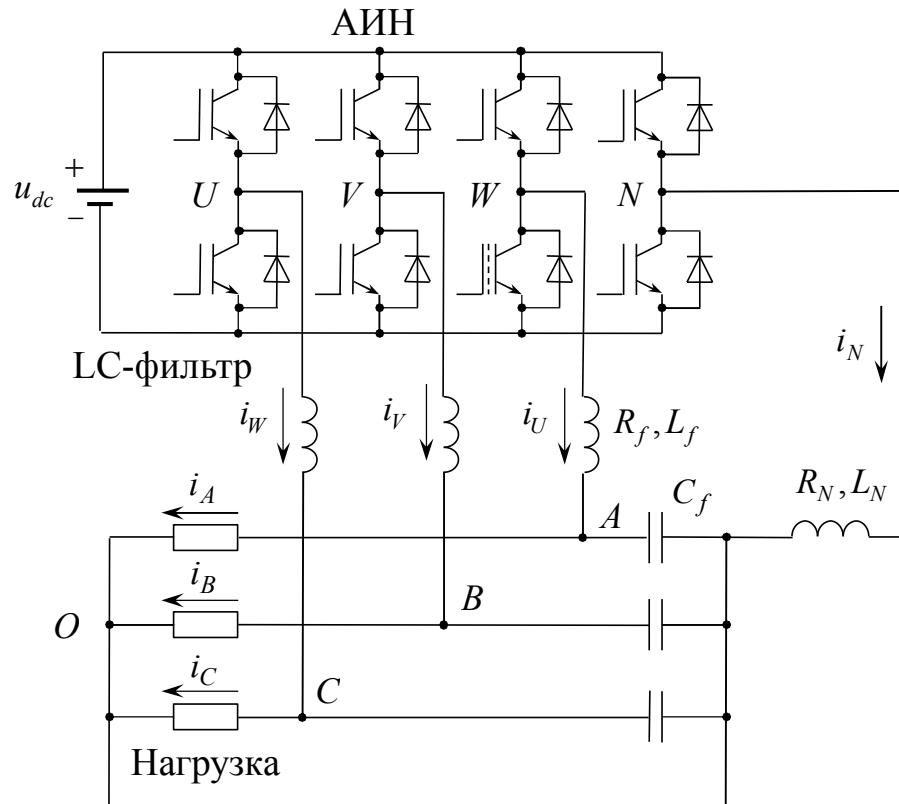 АИН
+
u_dc
−
U
V
W
N
LC-фильтр
i_W
i_V
i_U
R_f, L_f
i_N
i_A
A
C_f
R_N, L_N
i_B
B
O
i_C
C
Нагрузка